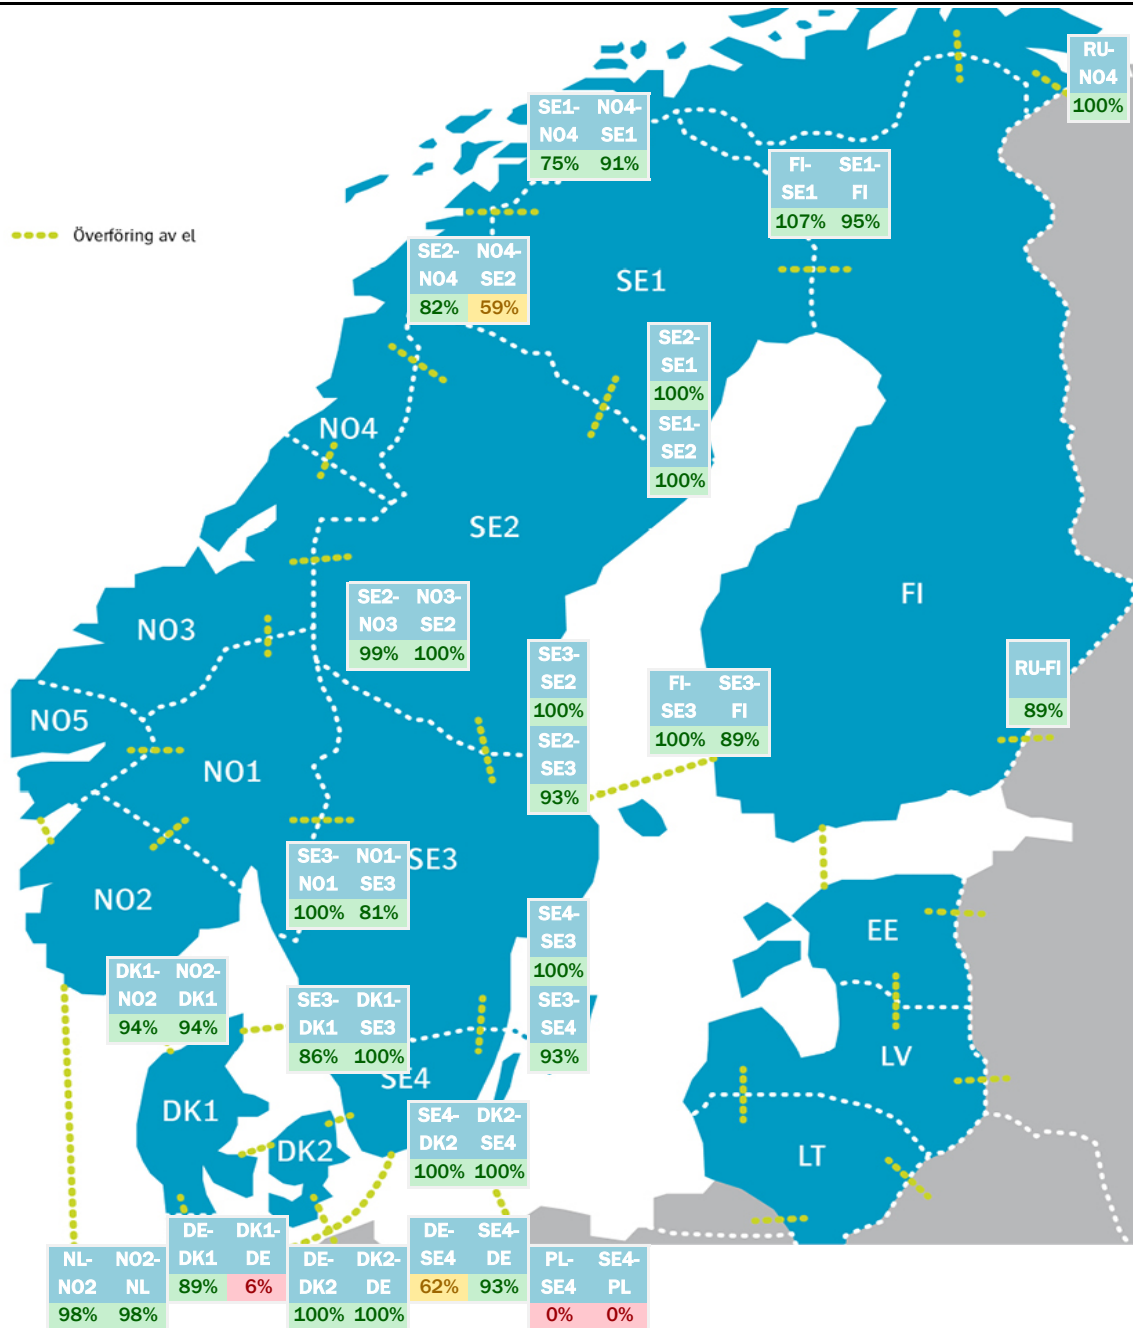 RU-
NO4
100%
SE1- NO4-
NO4 SE1
75% 91%
FI- SE1-
SE1 FI
107% 95%
Överföring av el
SE2- NO4-
NO4 SE2
82% 59%
SE1
SE2-
SE1
100%
SE1-
SE2
100%
NO4
SE2
FI
SE2- NO3-
NO3 SE2
99% 100%
NO3
SE3-
SE2
100%
SE2-
SE3
93%
FI- SE3-
SE3 FI
100% 89%
RU-FI
89%
NO5
NO1
SE3- NO1-
NO1 SE3
100% 81%
SE3
NO2
SE4-
SE3
100%
SE3-
SE4
93%
EE
DK1- NO2-
NO2 DK1
94% 94%
SE3- DK1-
DK1 SE3
86% 100%
LV
SE4
DK1
SE4- DK2-
DK2 SE4
100% 100%
DK2
LT
NL- NO2-
NO2 NL
98% 98%
DE- DK1-
DK1 DE
89% 6%
DE- DK2-
DK2 DE
100% 100%
DE- SE4-
SE4 DE
62% 93%
PL- SE4-
SE4 PL
0% 0%